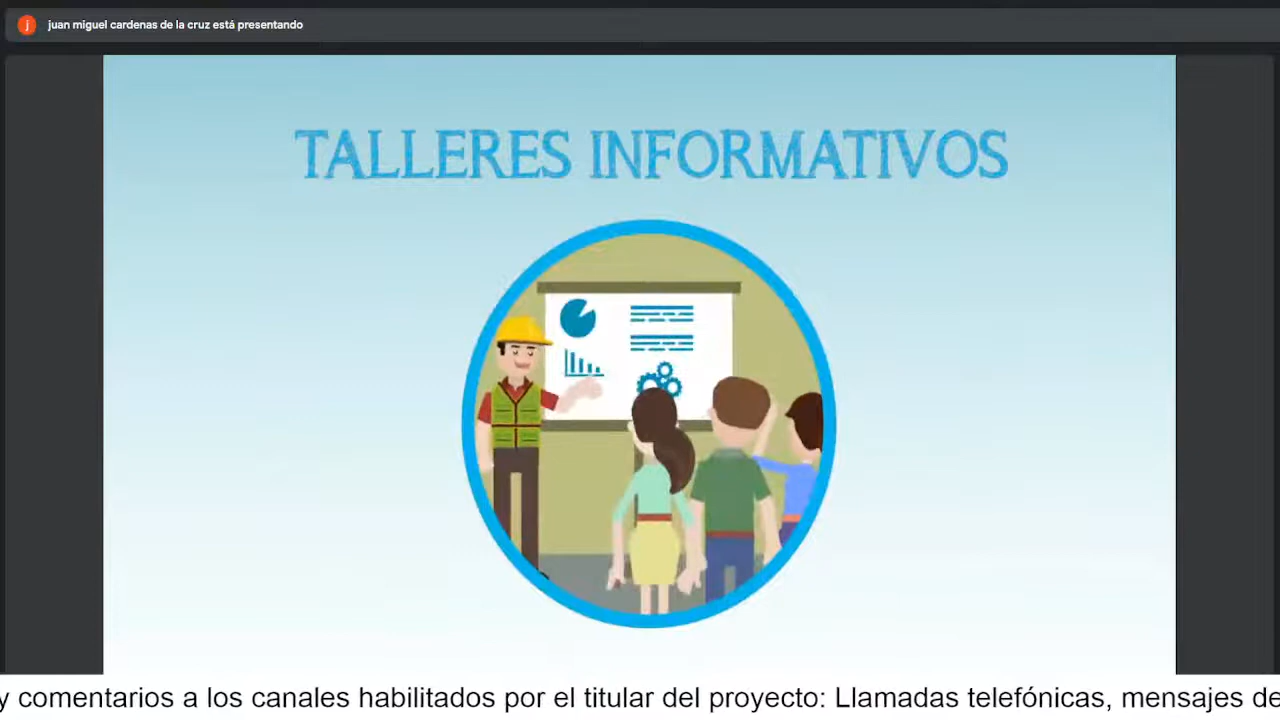 j
juan miguel cardenas de la cruz está presentando
TALLERES INFORMATIVOS
y comentarios a los canales habilitados por el titular del proyecto: Llamadas telefónicas, mensajes de